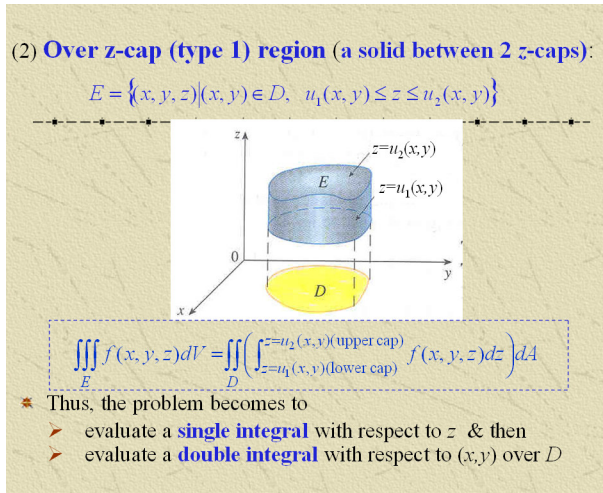 (2) Over z-cap (type 1) region (a solid between 2 z-caps):
E = {(x, y, z)|(x, y) ∈ D, u₁(x, y) ≤ z ≤ u₂(x, y)}
z
z=u₂(x,y)
E
z=u₁(x,y)
0
y
D
x
∭_E f(x, y, z)dV = ∬_D (∫_{z=u₁(x,y)(lower cap)}^{z=u₂(x,y)(upper cap)} f(x, y, z)dz)dA
Thus, the problem becomes to
evaluate a single integral with respect to z & then
evaluate a double integral with respect to (x,y) over D